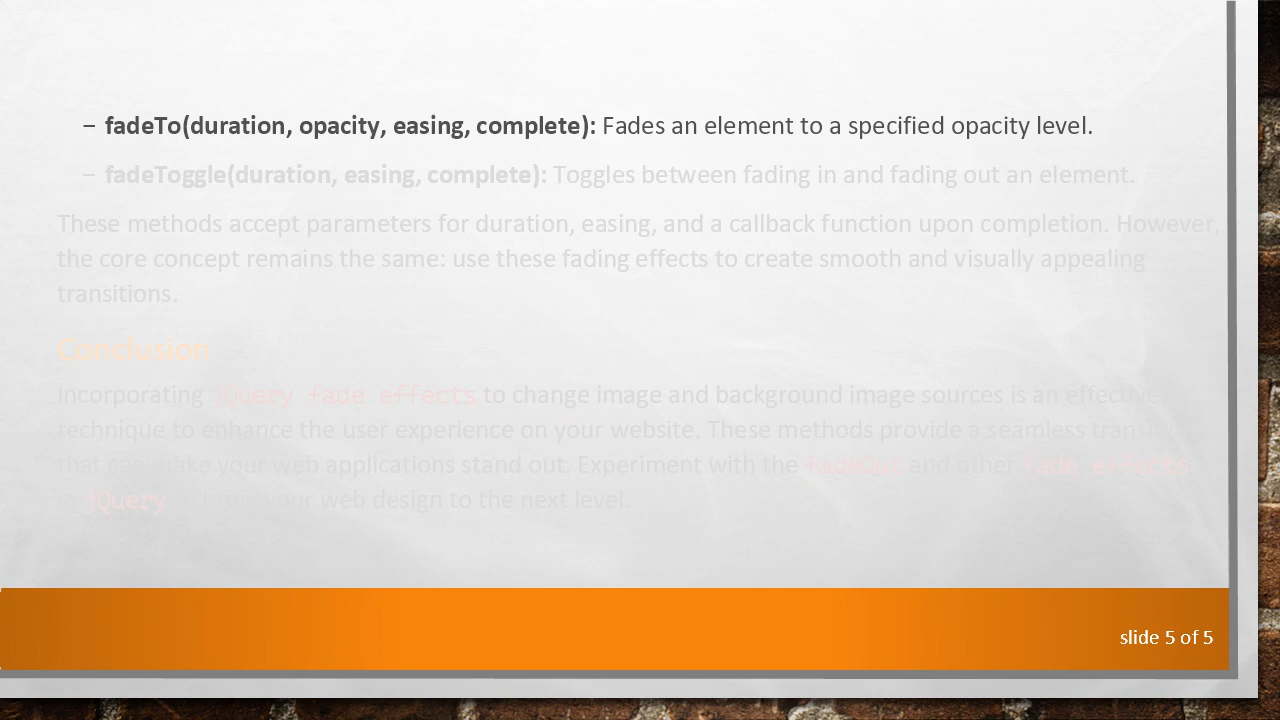 – fadeTo(duration, opacity, easing, complete): Fades an element to a specified opacity level.
– fadeToggle(duration, easing, complete): Toggles between fading in and fading out an element.
These methods accept parameters for duration, easing, and a callback function upon completion. However,
the core concept remains the same: use these fading effects to create smooth and visually appealing
transitions.
Conclusion
Incorporating jQuery fade effects to change image and background image sources is an effective
technique to enhance the user experience on your website. These methods provide a seamless transition
that can make your web applications stand out. Experiment with the fadeOut and other fade effects
in jQuery your web design to the next level.
slide 5 of 5